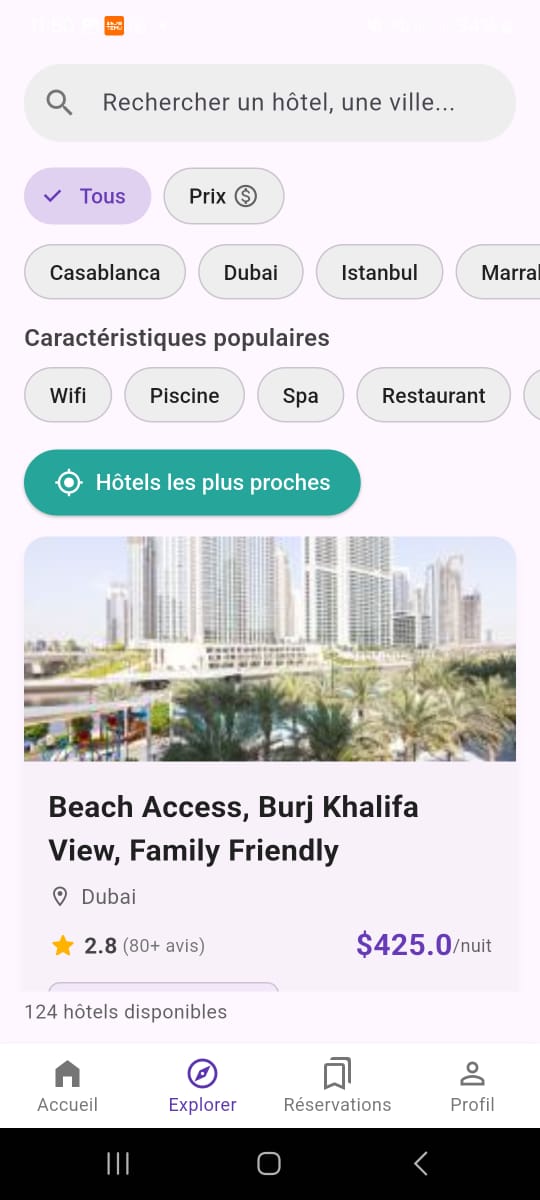 Rechercher un hôtel, une ville...
Tous
Prix
Casablanca
Dubai
Istanbul
Caractéristiques populaires
Wifi
Piscine
Spa
Restaurant
Hôtels les plus proches
Beach Access, Burj Khalifa
View, Family Friendly
Dubai
2.8 (80+ avis)
$425.0/nuit
124 hôtels disponibles
Accueil
Explorer
Réservations
Profil